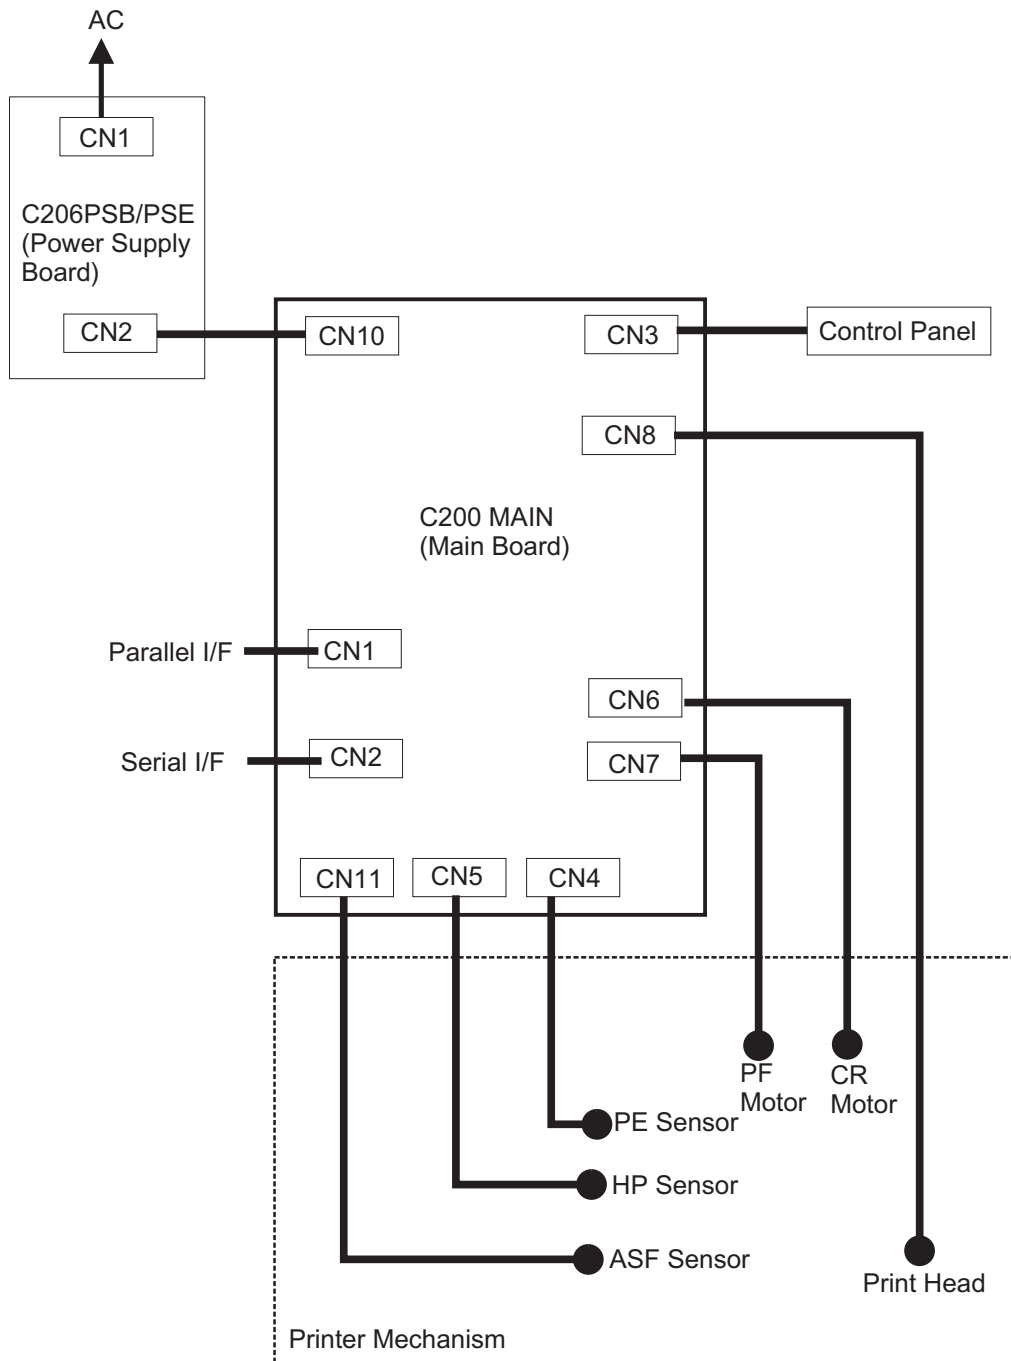 AC
CN1
C206PSB/PSE
(Power Supply
Board)
CN2
CN10
CN3
Control Panel
CN8
C200 MAIN
(Main Board)
Parallel I/F
CN1
CN6
Serial I/F
CN2
CN7
CN11
CN5
CN4
PF
Motor
CR
Motor
PE Sensor
HP Sensor
ASF Sensor
Print Head
Printer Mechanism